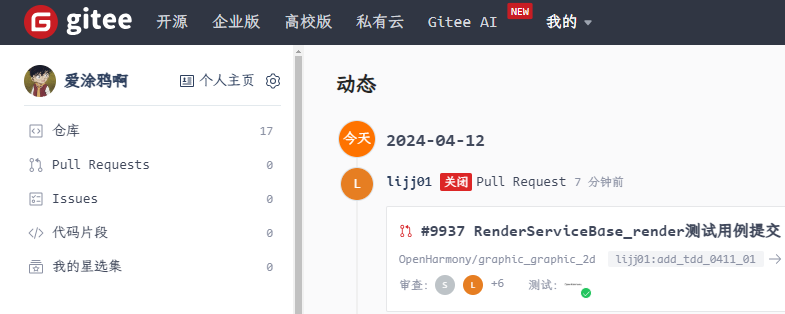 gitee 开源 企业版 高校版 私有云 Gitee AI NEW 我的
爱涂鸦啊 个人主页
仓库 17
Pull Requests 0
Issues 0
代码片段 0
我的星选集 0
动态
今天 2024-04-12
L lijj01 关闭 Pull Request 7 分钟前
#9937 RenderServiceBase_render测试用例提交
OpenHarmony/graphic_graphic_2d lijj01:add_tdd_0411_01
审查: S L +6 测试: